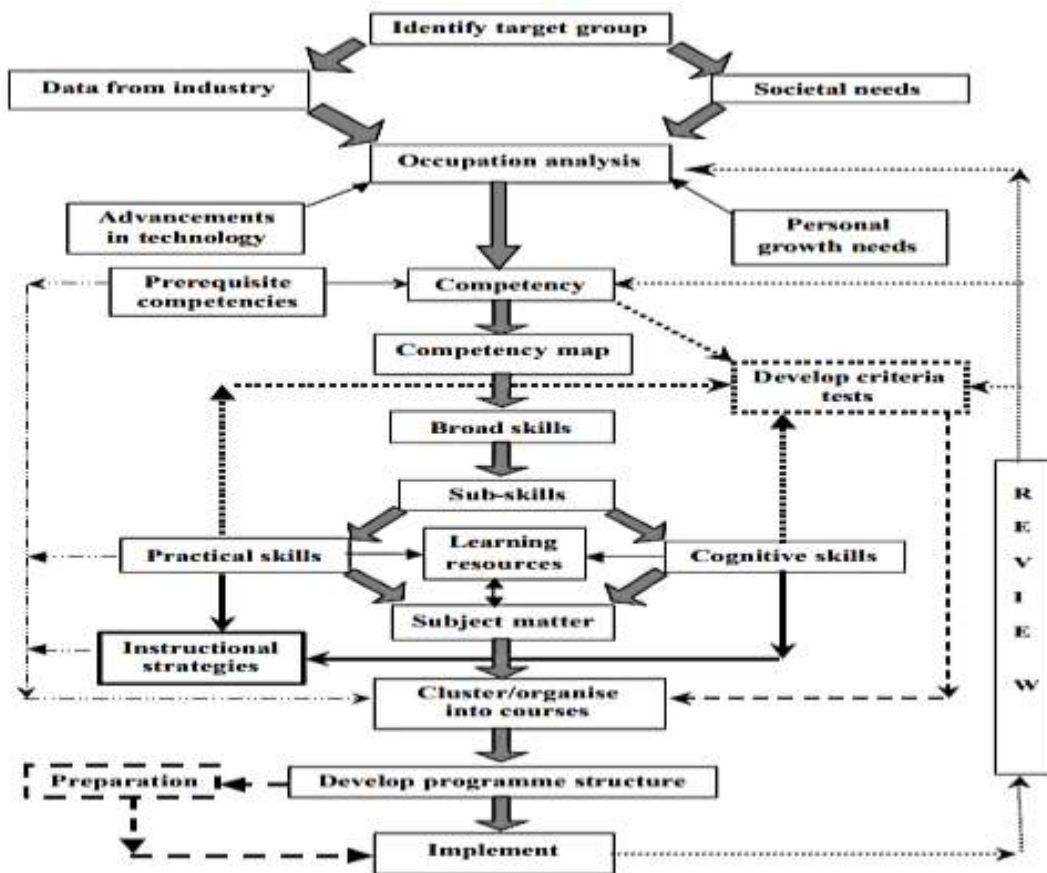 Identify target group
Data from industry
Societal needs
Occupation analysis
Advancements
in technology
Personal
growth needs
Prerequisite
competencies
Competency
Competency map
Develop criteria
tests
Broad skills
Sub-skills
Practical skills
Learning
resources
Cognitive skills
Subject matter
Instructional
strategies
Cluster/organise
into courses
Preparation
Develop programme structure
Implement
R
E
V
I
E
W